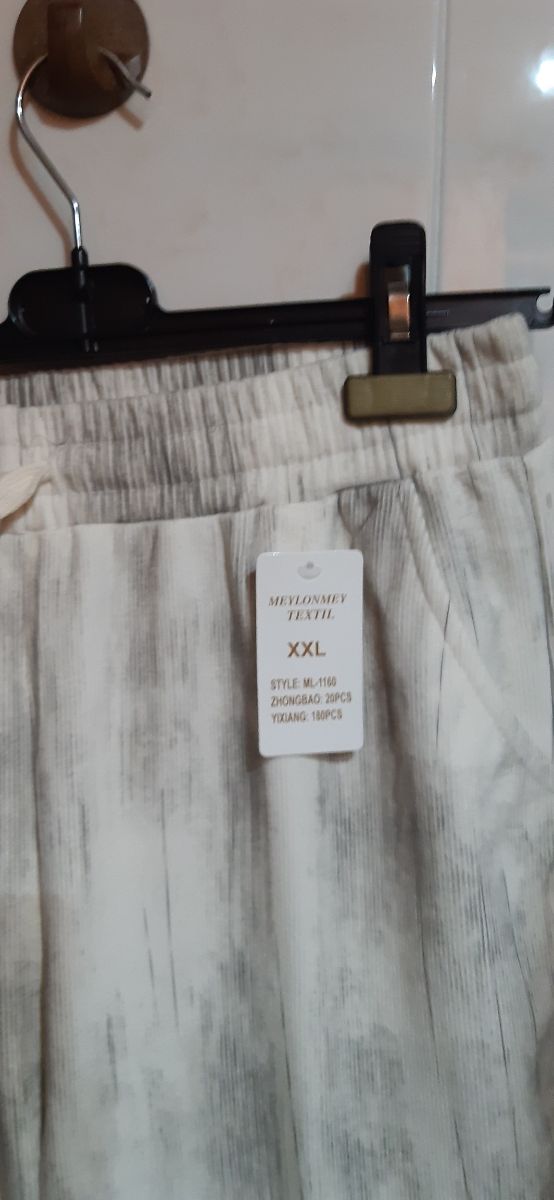 MEYLONMEY
TEXTIL
XXL
STYLE: ML-1160
ZHONGBAO: 20PCS
YIXIANG: 180PCS